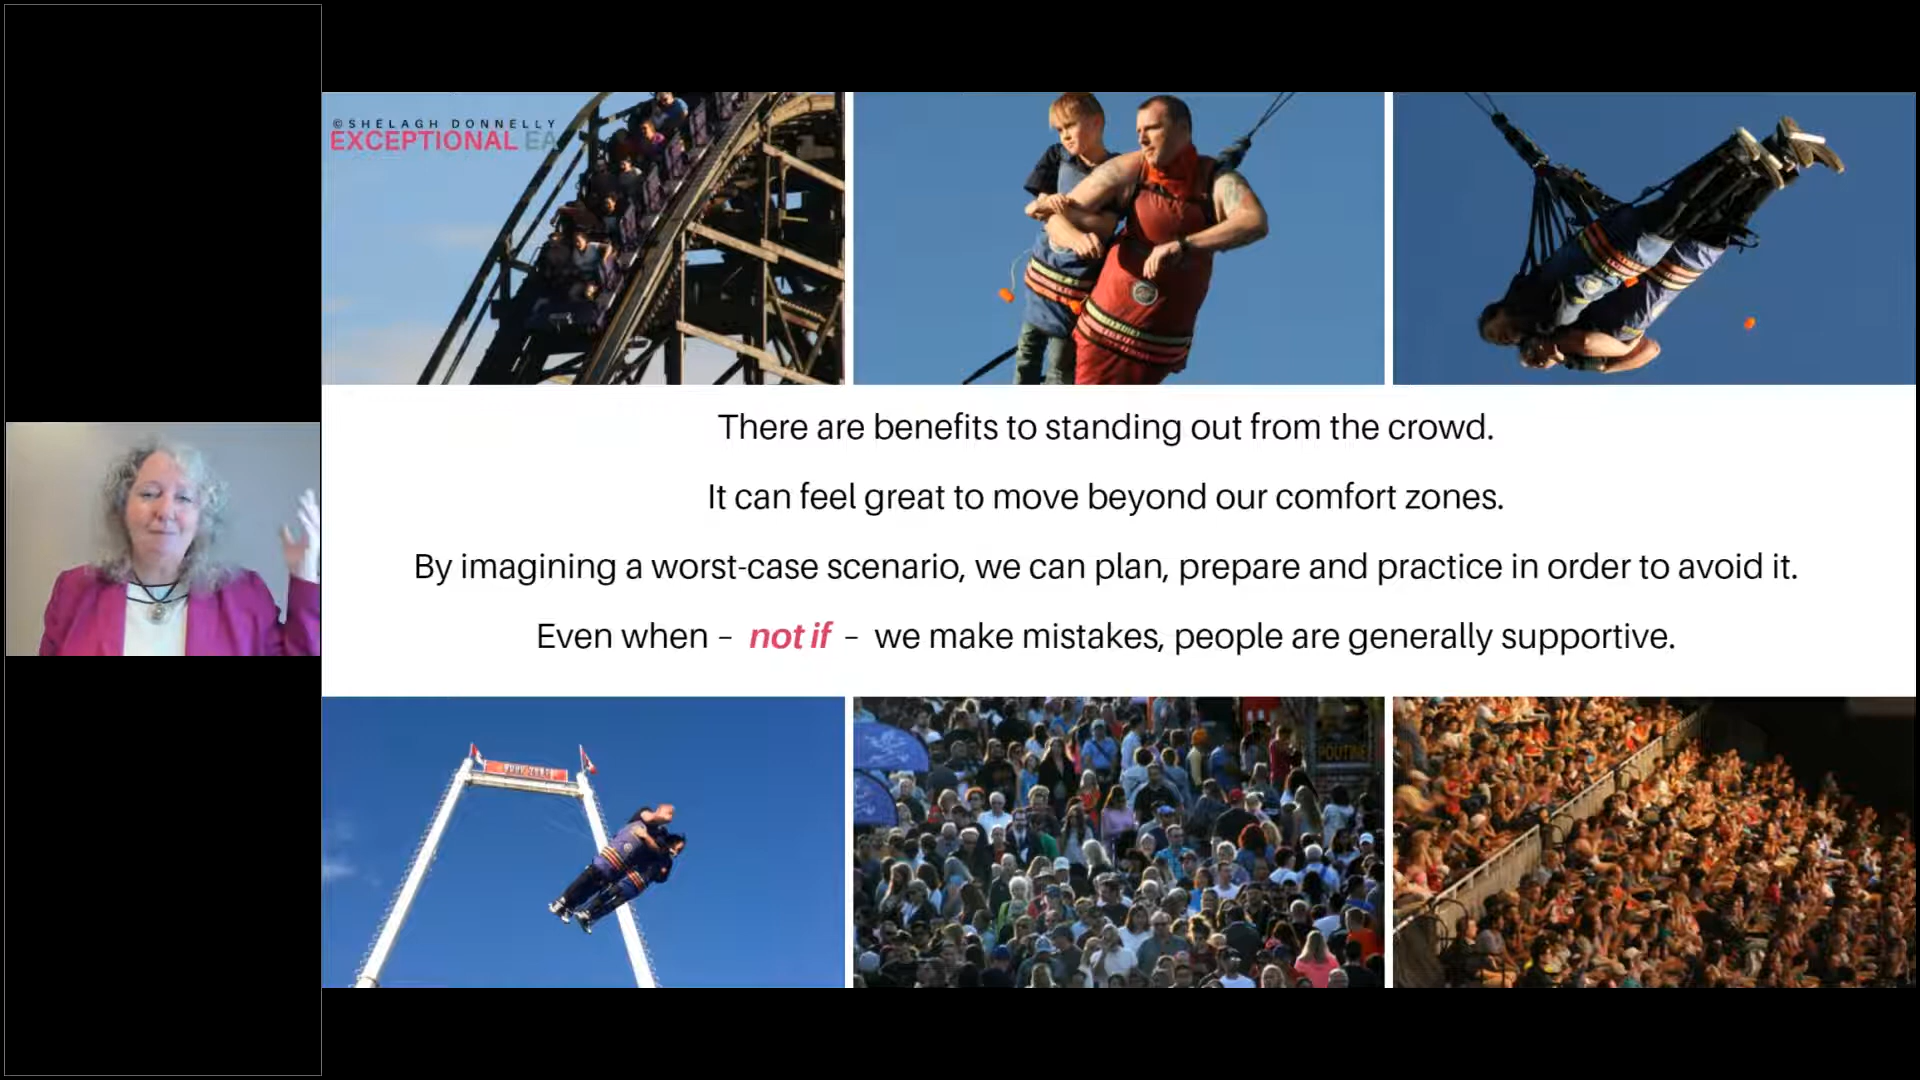 ©SHELAGH DONNELLY
EXCEPTIONAL EA
There are benefits to standing out from the crowd.
It can feel great to move beyond our comfort zones.
By imagining a worst-case scenario, we can plan, prepare and practice in order to avoid it.
Even when – not if – we make mistakes, people are generally supportive.
POUTINE